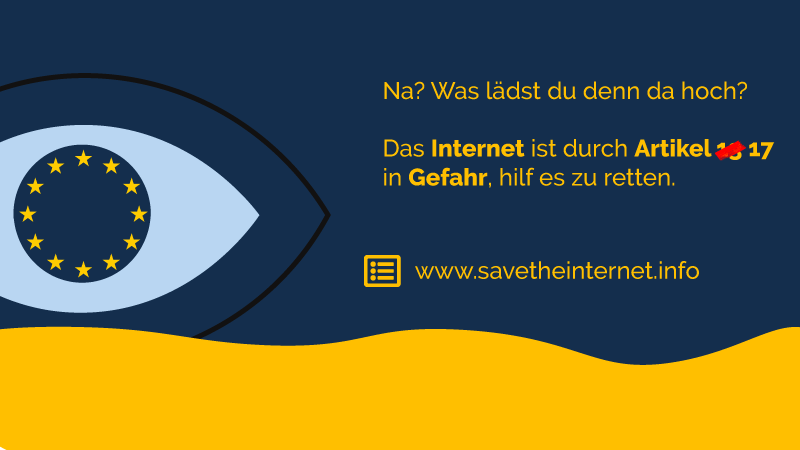 Na? Was lädst du denn da hoch?
Das Internet ist durch Artikel 13 17
in Gefahr, hilf es zu retten.
www.savetheinternet.info